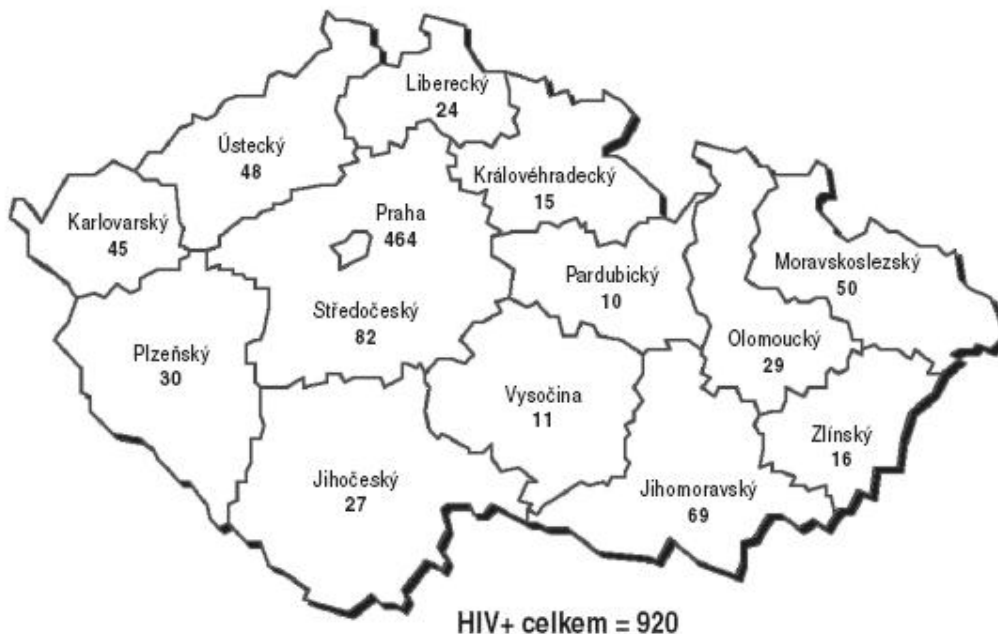 Liberecký
24
Ústecký
48
Královéhradecký
15
Karlovarský
45
Praha
464
Moravskoslezský
50
Pardubický
10
Středočeský
82
Olomoucký
29
Plzeňský
30
Vysočina
11
Zlínský
16
Jihočeský
27
Jihomoravský
69
HIV+ celkem = 920